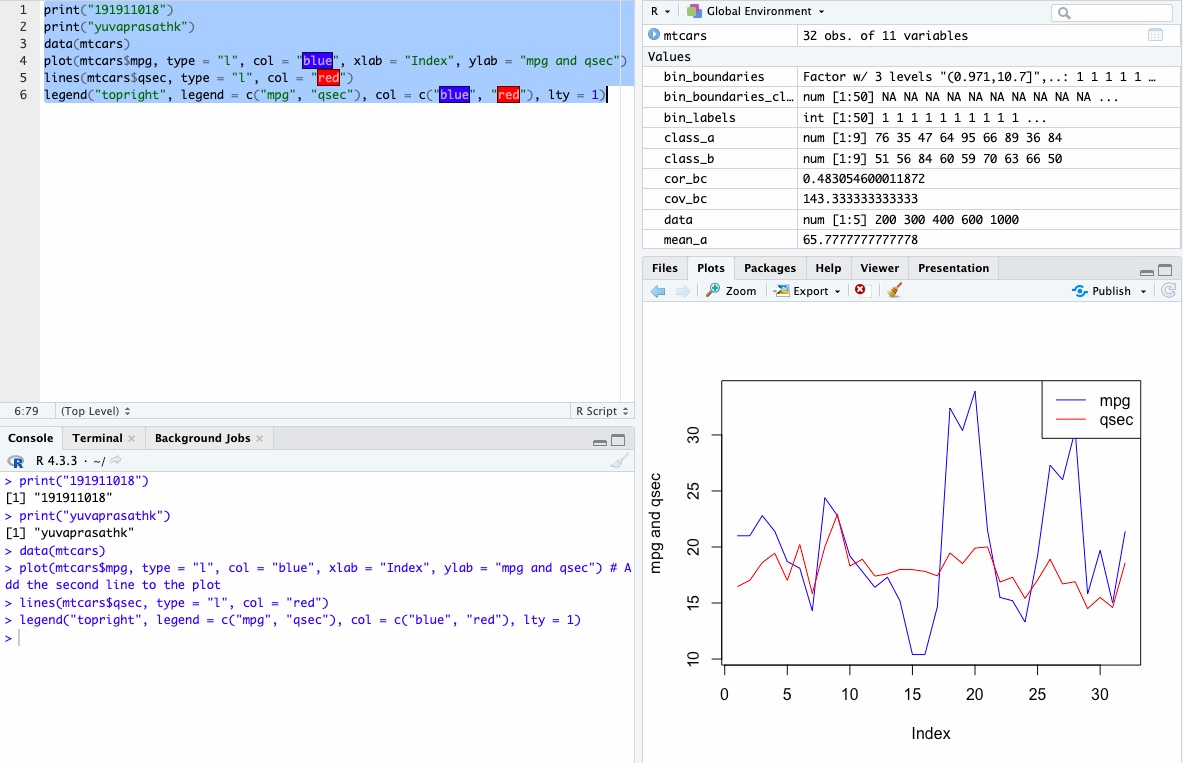 1 print("191911018")
2 print("yuvaprasathk")
3 data(mtcars)
4 plot(mtcars$mpg, type = "l", col = "blue", xlab = "Index", ylab = "mpg and qsec")
5 lines(mtcars$qsec, type = "l", col = "red")
6 legend("topright", legend = c("mpg", "qsec"), col = c("blue", "red"), lty = 1)
6:79 (Top Level) R Script
Console Terminal Background Jobs
R R 4.3.3 · ~/
> print("191911018")
[1] "191911018"
> print("yuvaprasathk")
[1] "yuvaprasathk"
> data(mtcars)
> plot(mtcars$mpg, type = "l", col = "blue", xlab = "Index", ylab = "mpg and qsec") # A
dd the second line to the plot
> lines(mtcars$qsec, type = "l", col = "red")
> legend("topright", legend = c("mpg", "qsec"), col = c("blue", "red"), lty = 1)
>
R Global Environment
mtcars 32 obs. of 11 variables
Values
bin_boundaries Factor w/ 3 levels "(0.971,10.7]",..: 1 1 1 1 1 …
bin_boundaries_cl… num [1:50] NA NA NA NA NA NA NA NA NA NA ...
bin_labels int [1:50] 1 1 1 1 1 1 1 1 1 1 ...
class_a num [1:9] 76 35 47 64 95 66 89 36 84
class_b num [1:9] 51 56 84 60 59 70 63 66 50
cor_bc 0.483054600011872
cov_bc 143.333333333333
data num [1:5] 200 300 400 600 1000
mean_a 65.7777777777778
Files Plots Packages Help Viewer Presentation
Zoom Export Publish
mpg
qsec
mpg and qsec
30
25
20
15
10
0 5 10 15 20 25 30
Index